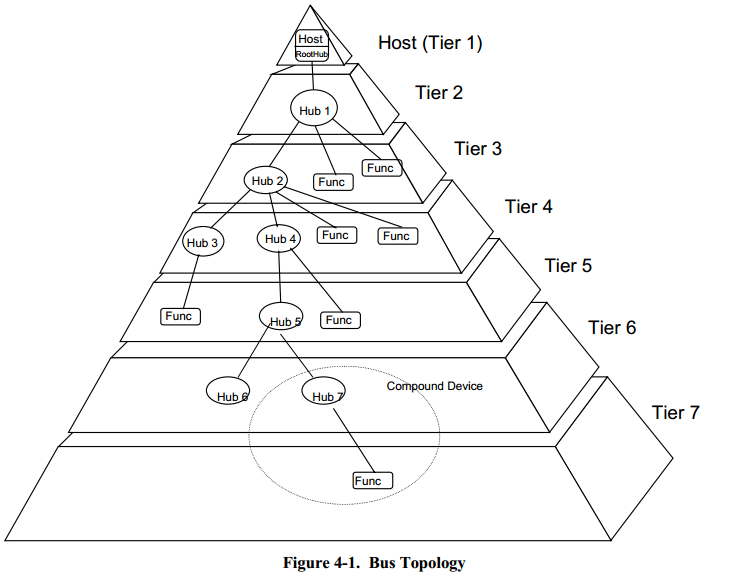 Host
RootHub
Host (Tier 1)
Hub 1
Tier 2
Hub 2
Func
Func
Tier 3
Hub 3
Hub 4
Func
Func
Tier 4
Func
Hub 5
Func
Tier 5
Hub 6
Hub 7
Compound Device
Tier 6
Func
Tier 7
Figure 4-1. Bus Topology